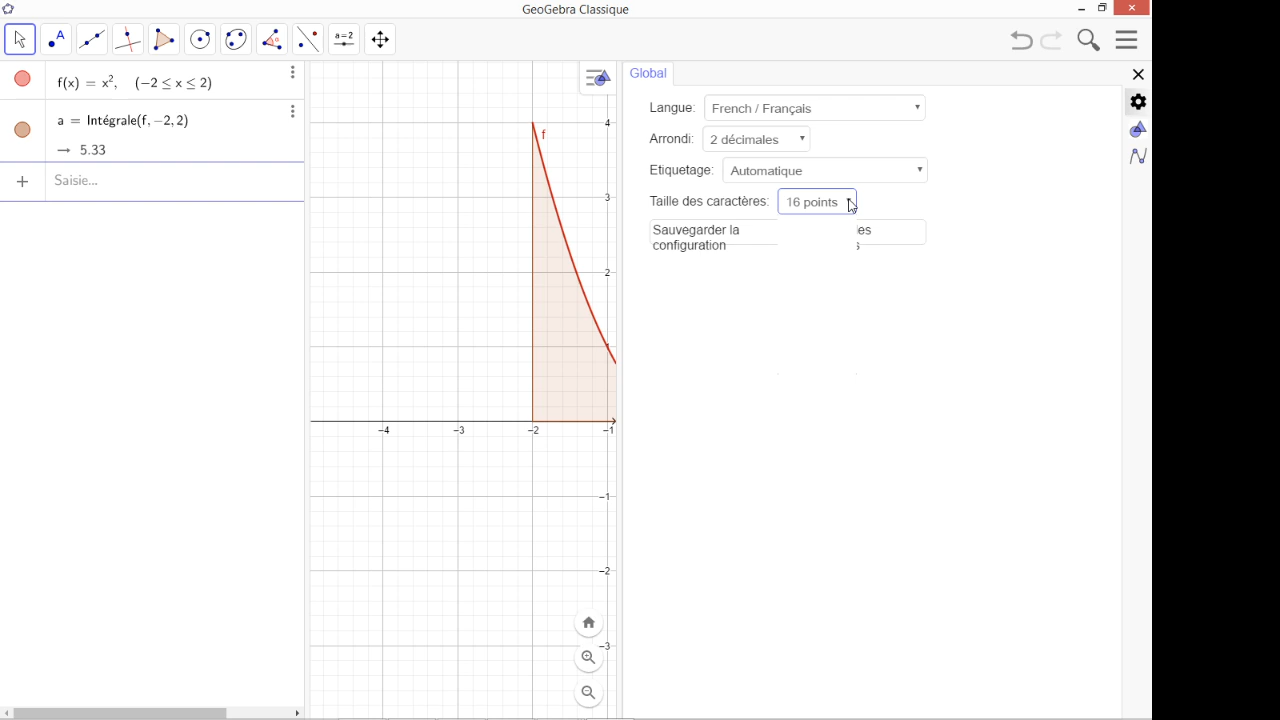 GeoGebra Classique
A
a=2
f(x) = x², (−2 ≤ x ≤ 2)
a = Intégrale(f, −2, 2)
→ 5.33
Saisie...
f
4
3
2
1
−4
−3
−2
−1
−1
−2
−3
Global
Langue: French / Français
Arrondi: 2 décimales
Etiquetage: Automatique
Taille des caractères: 16 points
Sauvegarder la
configuration